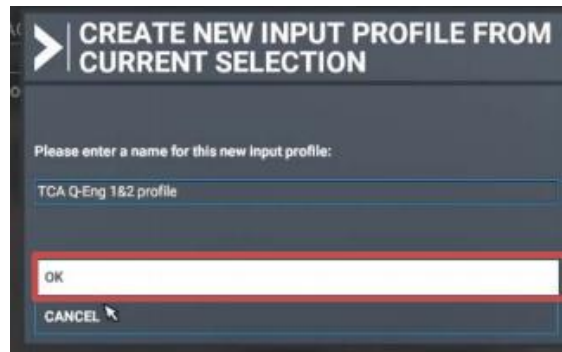 CREATE NEW INPUT PROFILE FROM
CURRENT SELECTION
Please enter a name for this new input profile:
TCA Q-Eng 1&2 profile
OK
CANCEL